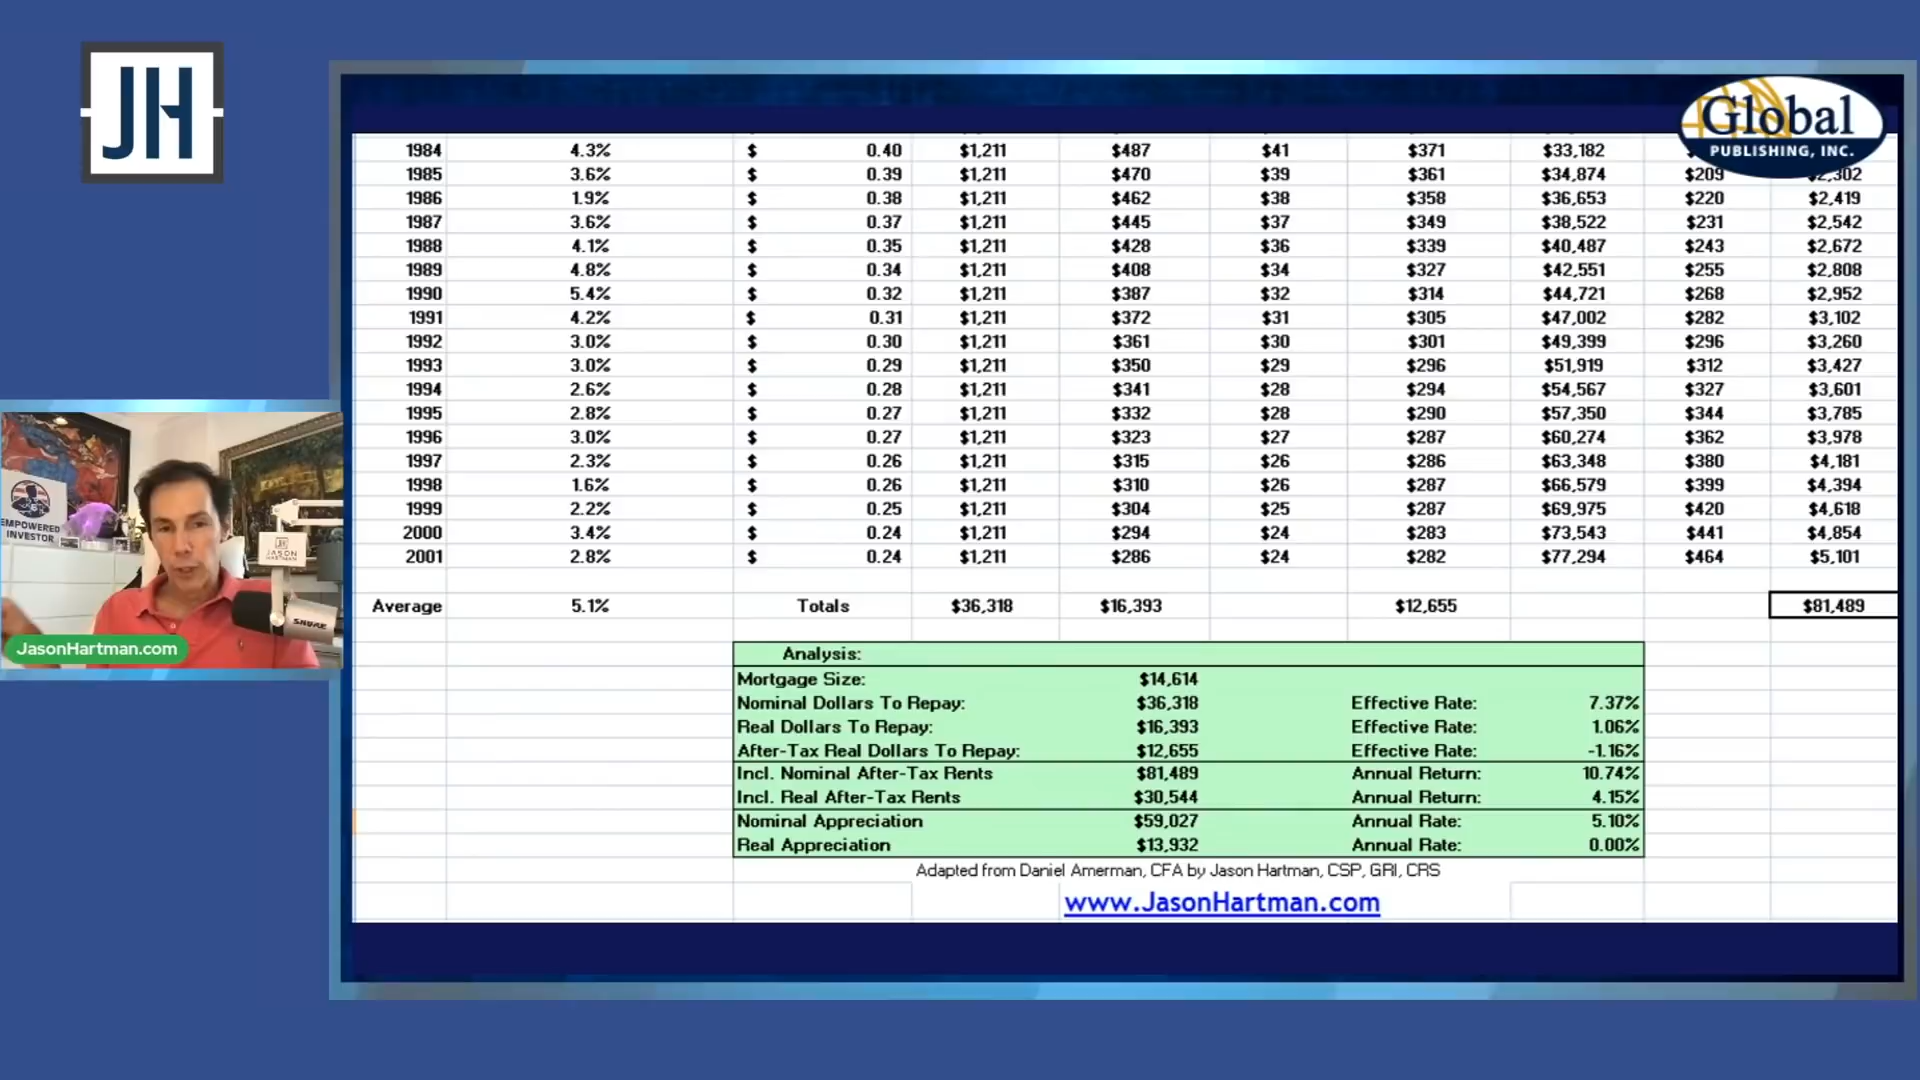 JH
Global
PUBLISHING, INC.
1984 4.3% $ 0.40 $1,211 $487 $41 $371 $33,182
1985 3.6% $ 0.39 $1,211 $470 $39 $361 $34,874 $209 $2,302
1986 1.9% $ 0.38 $1,211 $462 $38 $358 $36,653 $220 $2,419
1987 3.6% $ 0.37 $1,211 $445 $37 $349 $38,522 $231 $2,542
1988 4.1% $ 0.35 $1,211 $428 $36 $339 $40,487 $243 $2,672
1989 4.8% $ 0.34 $1,211 $408 $34 $327 $42,551 $255 $2,808
1990 5.4% $ 0.32 $1,211 $387 $32 $314 $44,721 $268 $2,952
1991 4.2% $ 0.31 $1,211 $372 $31 $305 $47,002 $282 $3,102
1992 3.0% $ 0.30 $1,211 $361 $30 $301 $49,399 $296 $3,260
1993 3.0% $ 0.29 $1,211 $350 $29 $296 $51,919 $312 $3,427
1994 2.6% $ 0.28 $1,211 $341 $28 $294 $54,567 $327 $3,601
1995 2.8% $ 0.27 $1,211 $332 $28 $290 $57,350 $344 $3,785
1996 3.0% $ 0.27 $1,211 $323 $27 $287 $60,274 $362 $3,978
1997 2.3% $ 0.26 $1,211 $315 $26 $286 $63,348 $380 $4,181
1998 1.6% $ 0.26 $1,211 $310 $26 $287 $66,579 $399 $4,394
1999 2.2% $ 0.25 $1,211 $304 $25 $287 $69,975 $420 $4,618
2000 3.4% $ 0.24 $1,211 $294 $24 $283 $73,543 $441 $4,854
2001 2.8% $ 0.24 $1,211 $286 $24 $282 $77,294 $464 $5,101
Average 5.1% Totals $36,318 $16,393 $12,655 $81,489
Analysis:
Mortgage Size: $14,614
Nominal Dollars To Repay: $36,318 Effective Rate: 7.37%
Real Dollars To Repay: $16,393 Effective Rate: 1.06%
After-Tax Real Dollars To Repay: $12,655 Effective Rate: -1.16%
Incl. Nominal After-Tax Rents $81,489 Annual Return: 10.74%
Incl. Real After-Tax Rents $30,544 Annual Return: 4.15%
Nominal Appreciation $59,027 Annual Rate: 5.10%
Real Appreciation $13,932 Annual Rate: 0.00%
Adapted from Daniel Amerman, CFA by Jason Hartman, CSP, GRI, CRS
www.JasonHartman.com
EMPOWERED
INVESTOR
JH
JASON
HARTMAN
SHURE
JasonHartman.com